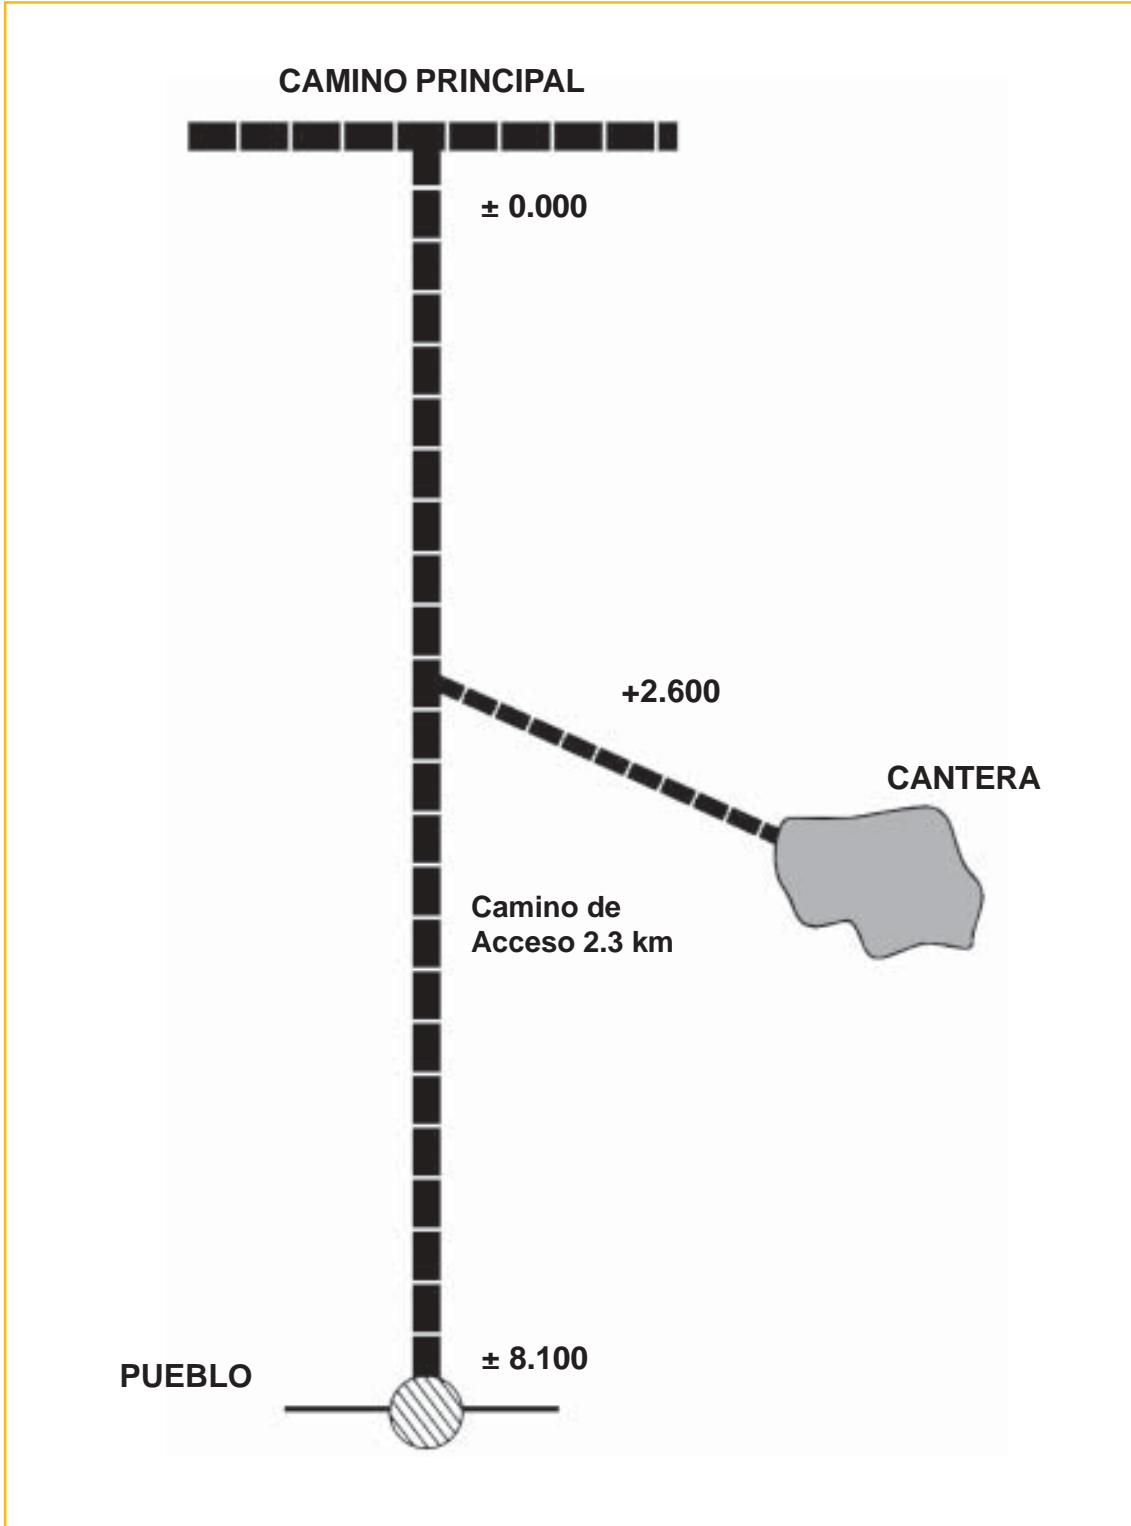 CAMINO PRINCIPAL
± 0.000
+2.600
CANTERA
Camino de
Acceso 2.3 km
± 8.100
PUEBLO